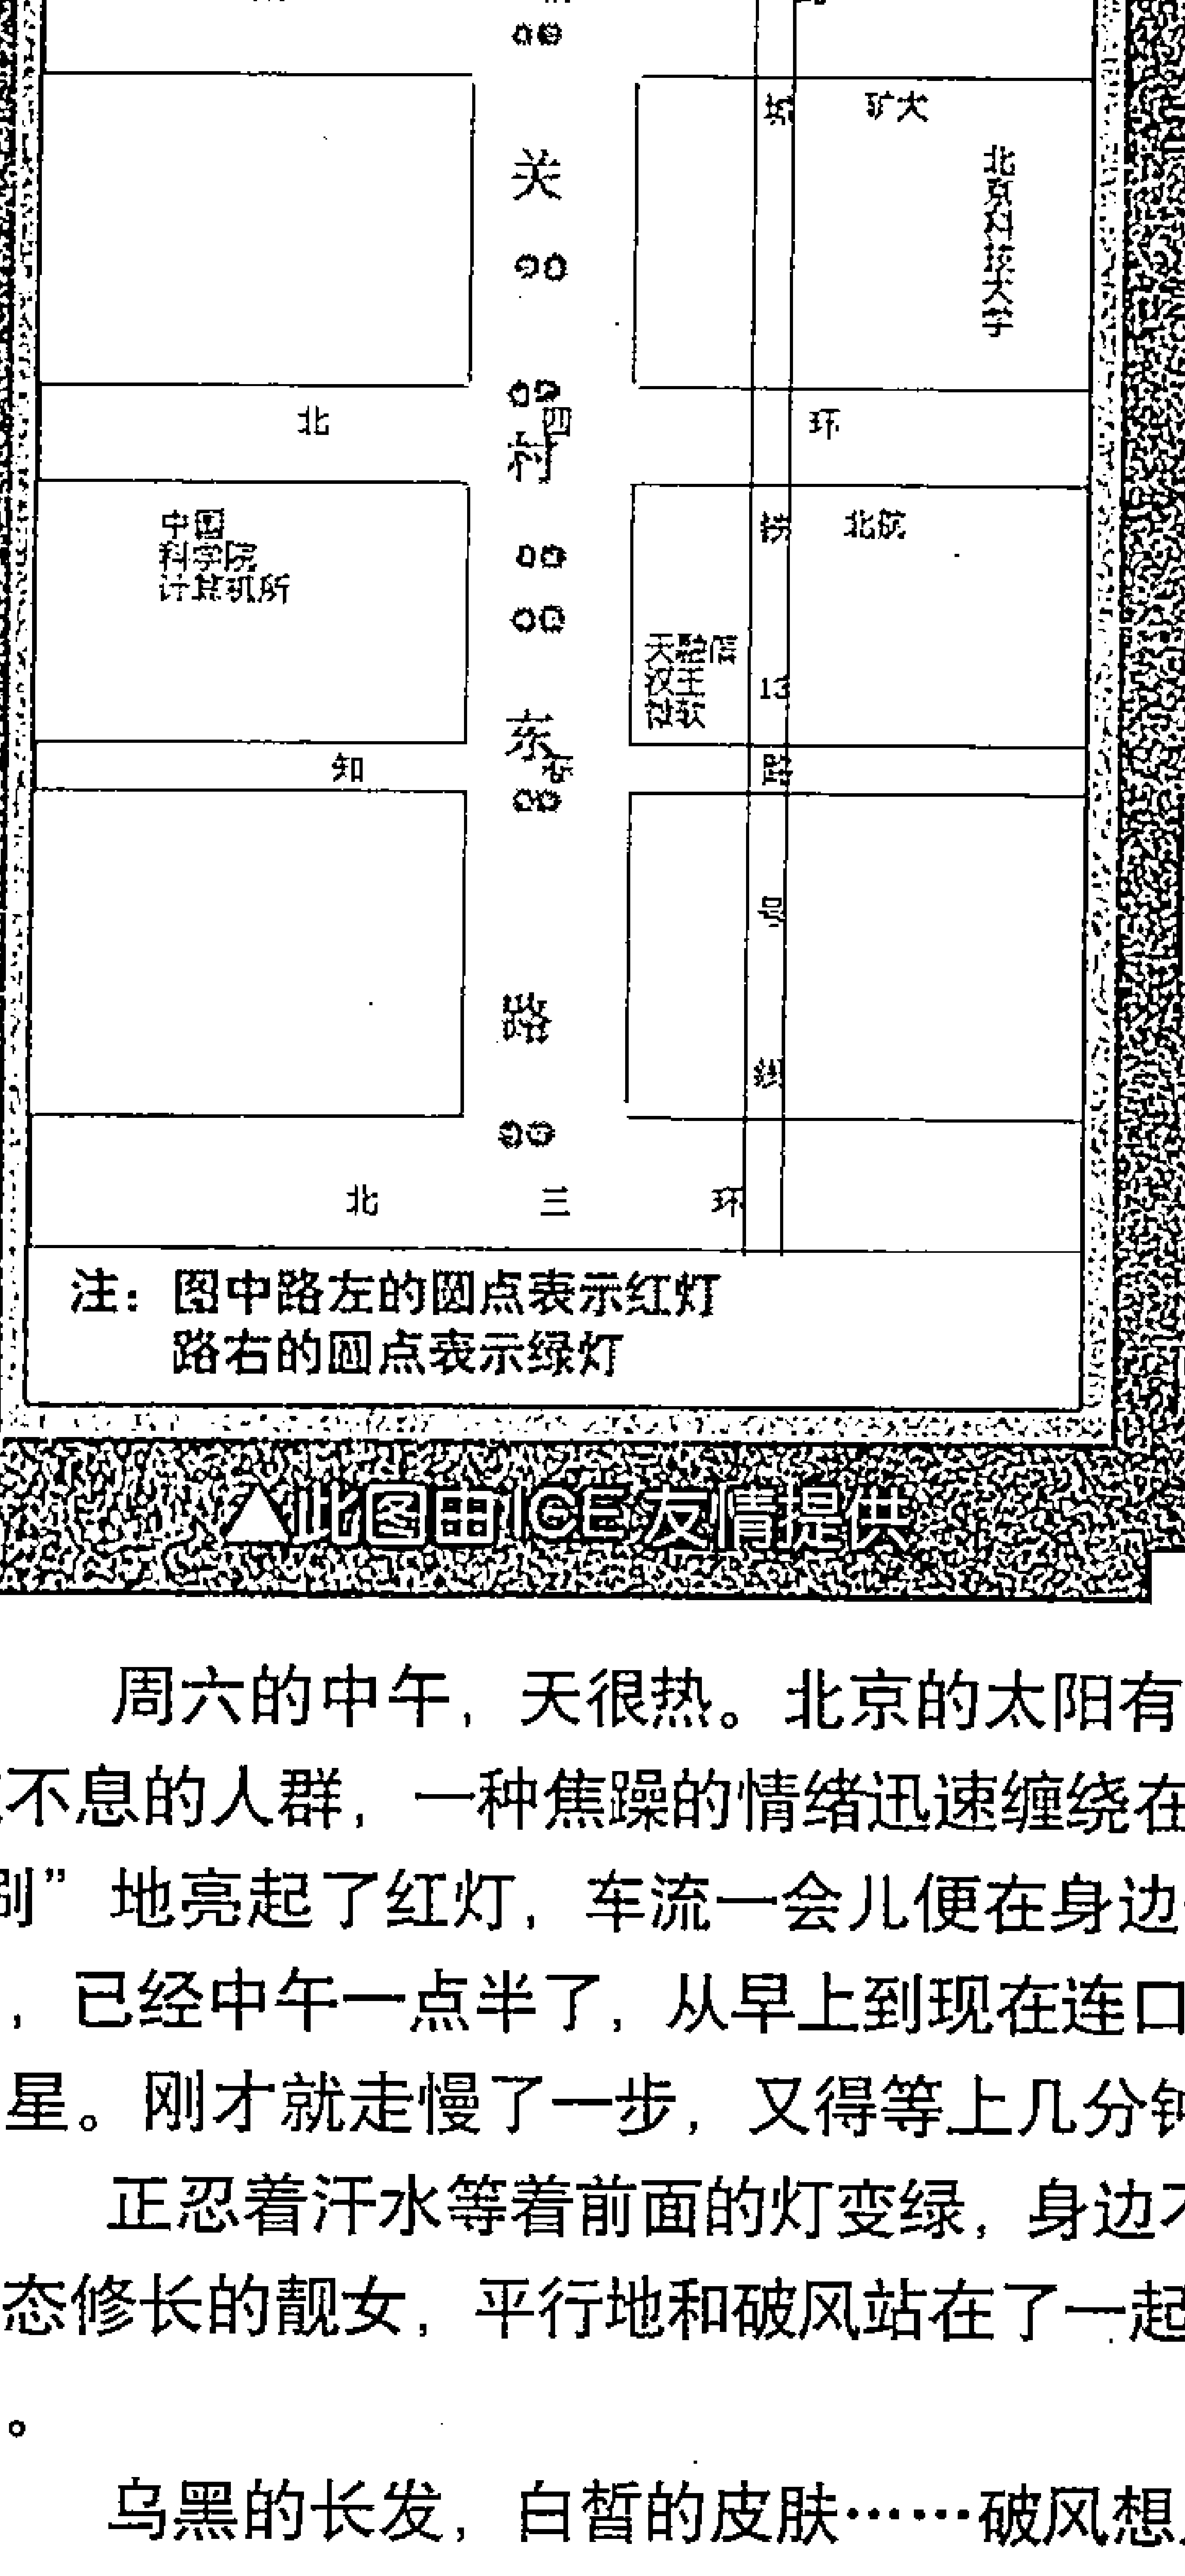 矿大
北京科技大学
关
北 四 环
村
中国
科学院
计算机所
铁
北航
天融信
汉王
微软
13
东
知 春 路
号
路
线
北 三 环
注：图中路左的圆点表示红灯
路右的圆点表示绿灯
▲此图由ICE友情提供
周六的中午，天很热。北京的太阳有
不息的人群，一种焦躁的情绪迅速缠绕在
刷”地亮起了红灯，车流一会儿便在身边
，已经中午一点半了，从早上到现在连口
星。刚才就走慢了一步，又得等上几分钟
正忍着汗水等着前面的灯变绿，身边不
态修长的靓女，平行地和破风站在了一起
。
乌黑的长发，白皙的皮肤……破风想